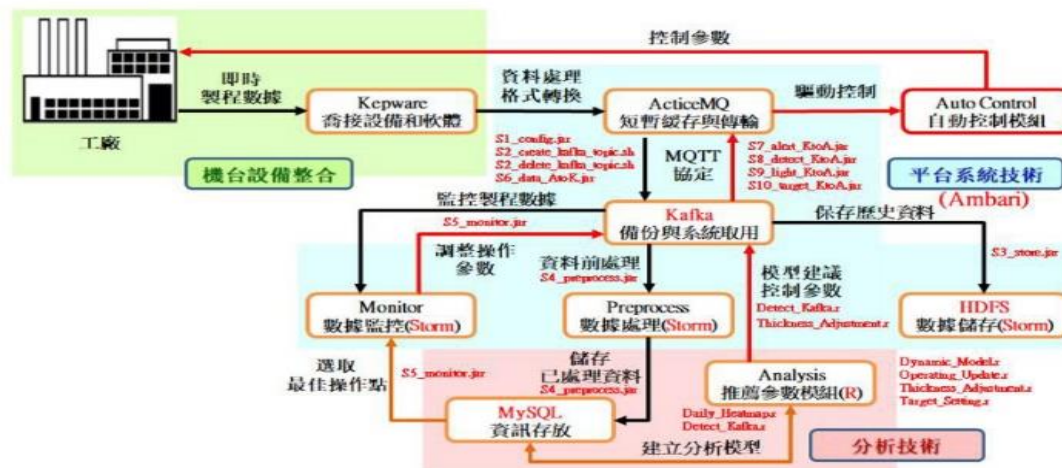 控制參數
即時
製程數據
工廠
Kepware
喬接設備和軟體
資料處理
格式轉換
ActiceMQ
短暫緩存與傳輸
驅動控制
Auto Control
自動控制模組
機台設備整合
S1_config.jar
S2_create_kafka_topic.sh
S2_delete_kafka_topic.sh
S6_data_AtoK.jar
MQTT
協定
S7_alert_KtoA.jar
S8_detect_KtoA.jar
S9_light_KtoA.jar
S10_target_KtoA.jar
平台系統技術
(Ambari)
監控製程數據
S5_monitor.jar
Kafka
備份與系統取用
保存歷史資料
S3_store.jar
調整操作
參數
資料前處理
S4_preprocess.jar
模型建議
控制參數
Detect_Kafka.r
Thickness_Adjustment.r
Monitor
數據監控(Storm)
Preprocess
數據處理(Storm)
HDFS
數據儲存(Storm)
選取
最佳操作點
S5_monitor.jar
儲存
已處理資料
S4_preprocess.jar
Analysis
推薦參數模組(R)
Dynamic_Model.r
Operating_Update.r
Thickness_Adjustment.r
Target_Setting.r
MySQL
資訊存放
Daily_Heatmap.r
Detect_Kafka.r
建立分析模型
分析技術